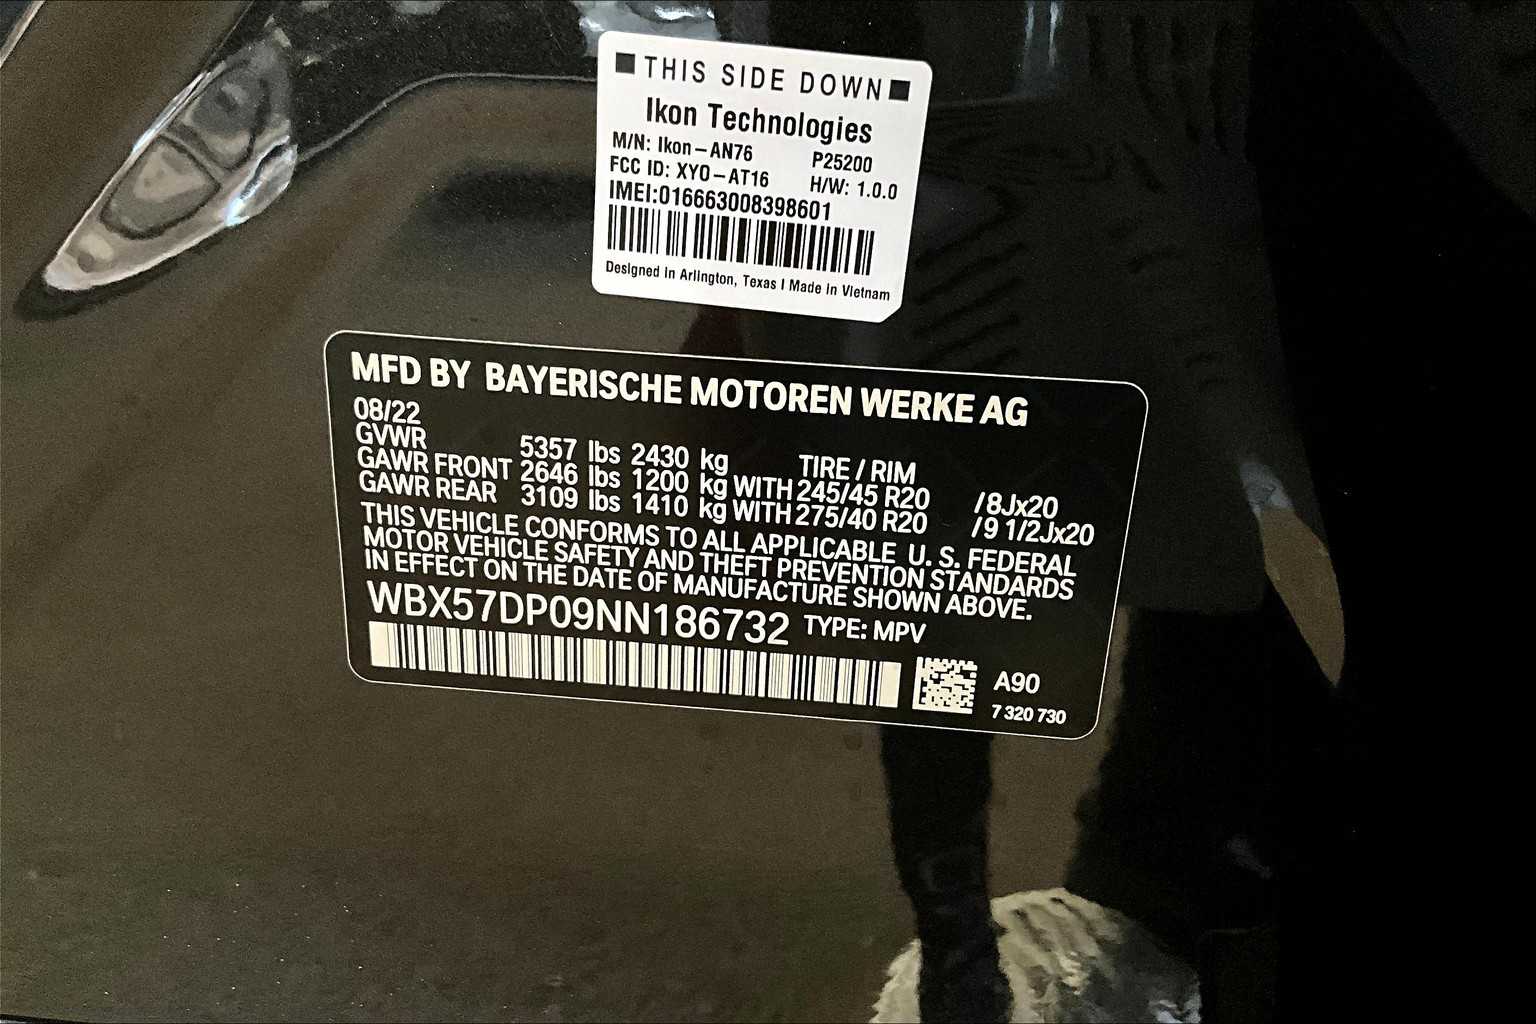 THIS SIDE DOWN
Ikon Technologies
M/N: Ikon-AN76 P25200
FCC ID: XYO-AT16 H/W: 1.0.0
IMEI:016663008398601
Designed in Arlington, Texas I Made in Vietnam
MFD BY BAYERISCHE MOTOREN WERKE AG
08/22
GVWR 5357 lbs 2430 kg TIRE / RIM
GAWR FRONT 2646 lbs 1200 kg WITH 245/45 R20 /8Jx20
GAWR REAR 3109 lbs 1410 kg WITH 275/40 R20 /9 1/2Jx20
THIS VEHICLE CONFORMS TO ALL APPLICABLE U. S. FEDERAL
MOTOR VEHICLE SAFETY AND THEFT PREVENTION STANDARDS
IN EFFECT ON THE DATE OF MANUFACTURE SHOWN ABOVE.
WBX57DP09NN186732 TYPE: MPV
A90
7 320 730